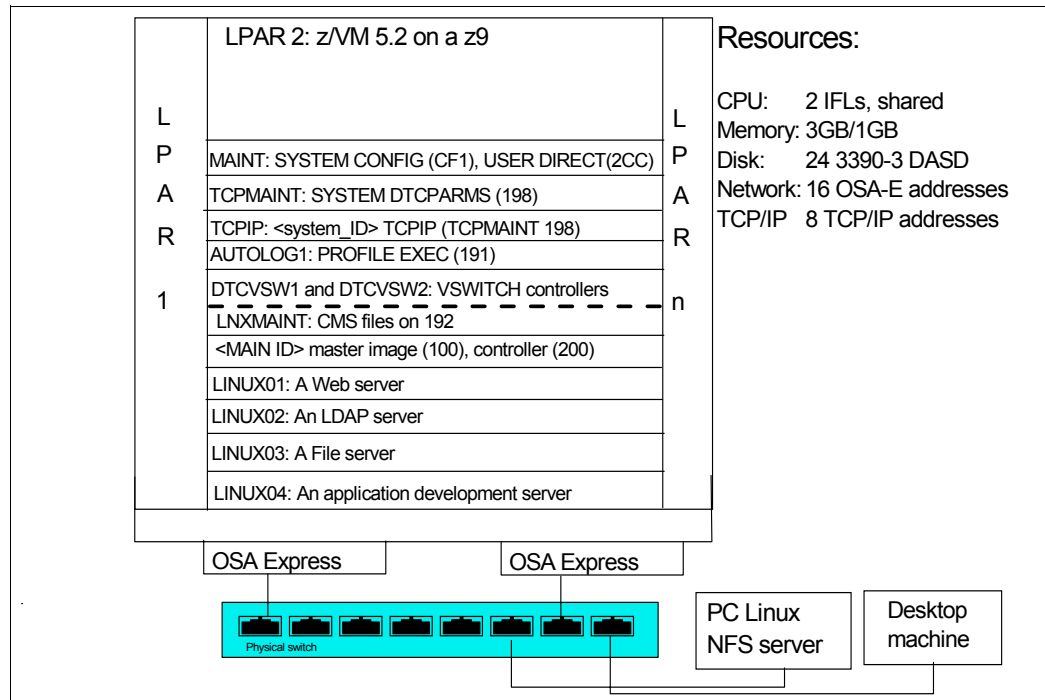 LPAR 2: z/VM 5.2 on a z9
L
P
A
R
1
MAINT: SYSTEM CONFIG (CF1), USER DIRECT(2CC)
TCPMAINT: SYSTEM DTCPARMS (198)
TCPIP: <system_ID> TCPIP (TCPMAINT 198)
AUTOLOG1: PROFILE EXEC (191)
DTCVSW1 and DTCVSW2: VSWITCH controllers
LNXMAINT: CMS files on 192
<MAIN ID> master image (100), controller (200)
LINUX01: A Web server
LINUX02: An LDAP server
LINUX03: A File server
LINUX04: An application development server
L
P
A
R
n
Resources:
CPU: 2 IFLs, shared
Memory: 3GB/1GB
Disk: 24 3390-3 DASD
Network: 16 OSA-E addresses
TCP/IP 8 TCP/IP addresses
OSA Express
OSA Express
Physical switch
PC Linux
NFS server
Desktop
machine